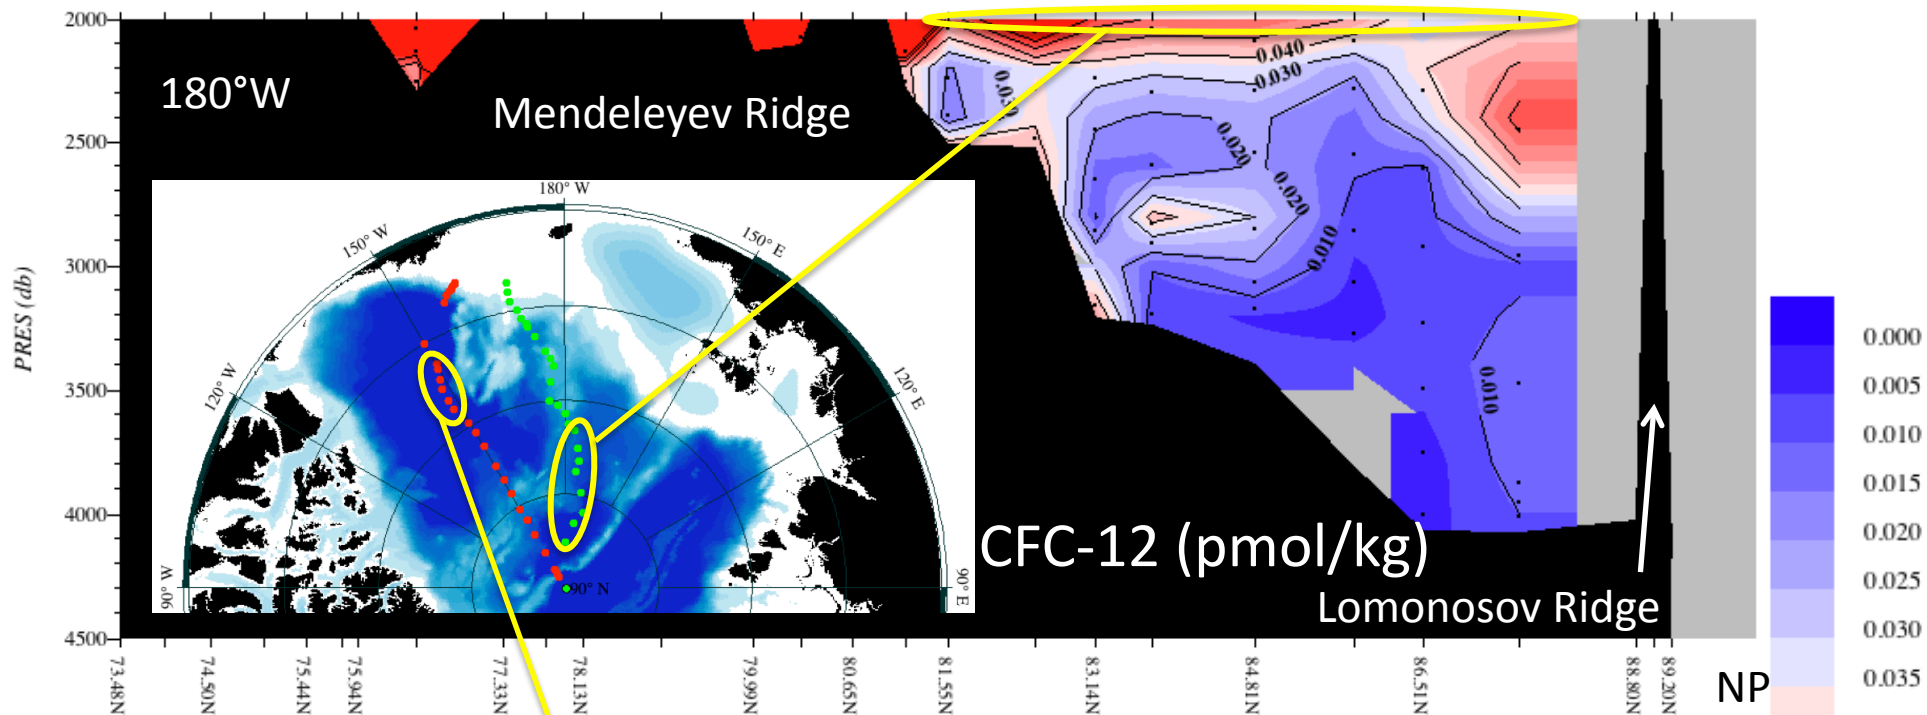 2000
2500
3000
3500
4000
4500
PRES (db)
180°W
Mendeleyev Ridge
180° W
150° W
150° E
120° W
120° E
90° W
90° E
90° N
0.040
0.030
0.030
0.020
0.020
0.010
0.010
CFC-12 (pmol/kg)
Lomonosov Ridge
NP
0.000
0.005
0.010
0.015
0.020
0.025
0.030
0.035
73.48N
74.50N
75.44N
75.94N
77.33N
78.13N
79.99N
80.65N
81.55N
83.14N
84.81N
86.51N
88.80N
89.20N